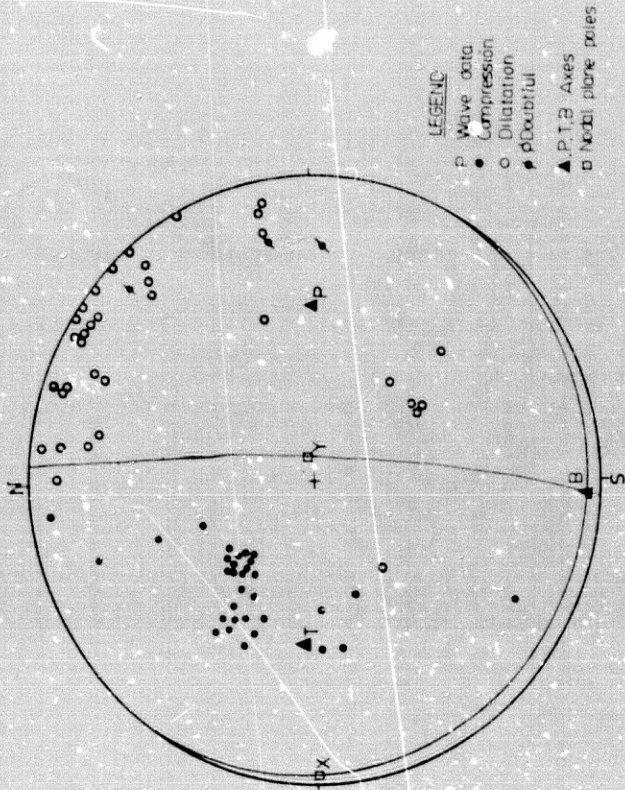 N
P
Y
T
B
X
S
LEGEND
P Wave data
● Compression
○ Dilatation
ϕ Doubtful
▲ P,T,B Axes
□ Nodal plane poles